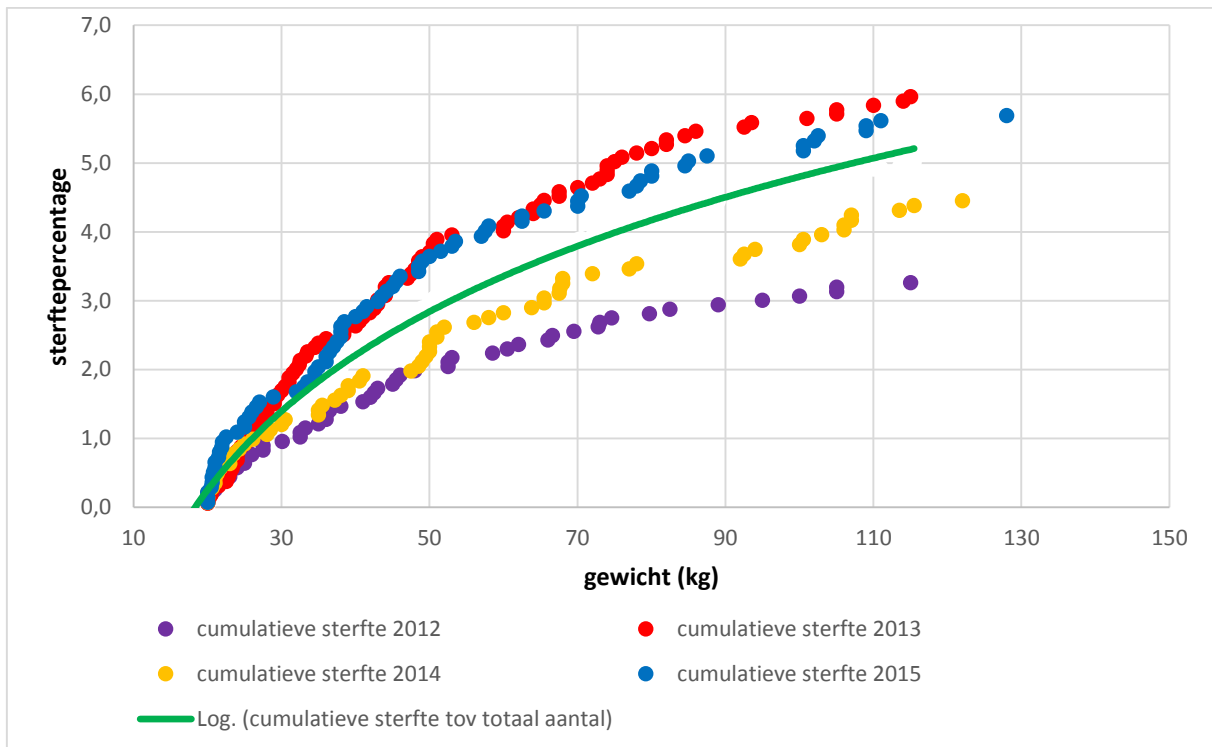 7,0
6,0
5,0
4,0
3,0
2,0
1,0
0,0
sterftepercentage
10 30 50 70 90 110 130 150
gewicht (kg)
cumulatieve sterfte 2012 cumulatieve sterfte 2013
cumulatieve sterfte 2014 cumulatieve sterfte 2015
Log. (cumulatieve sterfte tov totaal aantal)